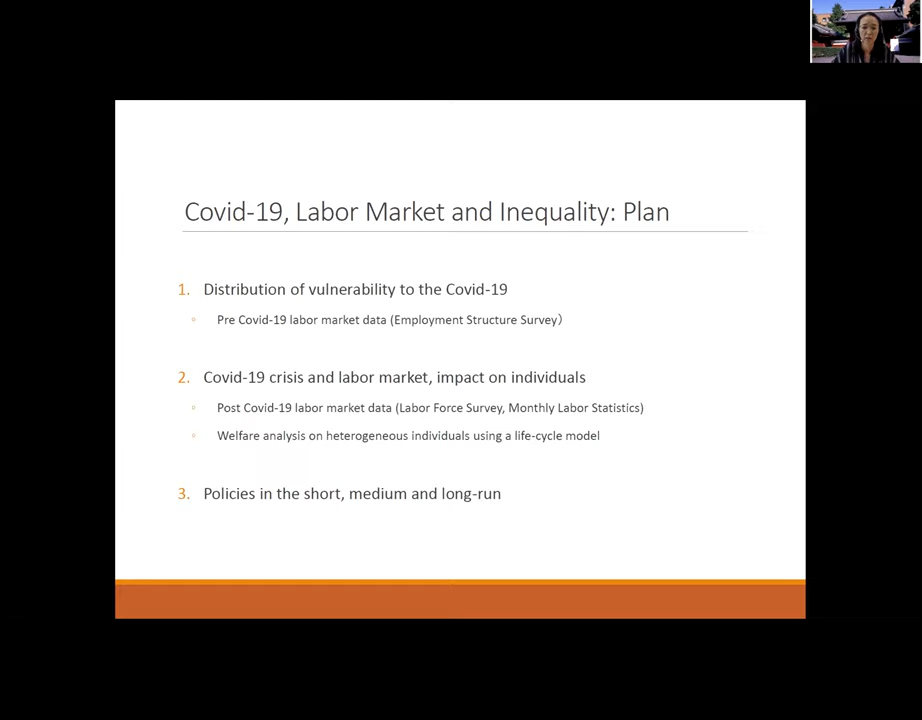 Covid-19, Labor Market and Inequality: Plan
1. Distribution of vulnerability to the Covid-19
Pre Covid-19 labor market data (Employment Structure Survey）
2. Covid-19 crisis and labor market, impact on individuals
Post Covid-19 labor market data (Labor Force Survey, Monthly Labor Statistics)
Welfare analysis on heterogeneous individuals using a life-cycle model
3. Policies in the short, medium and long-run